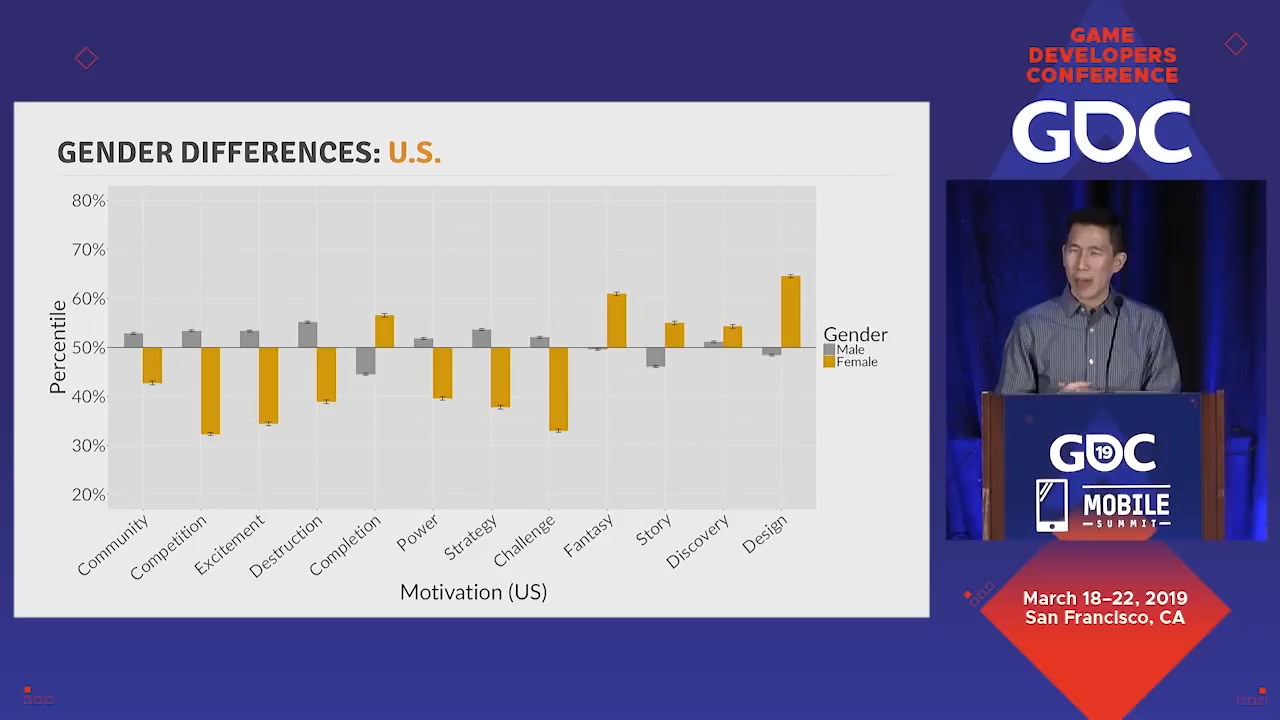 GAME
DEVELOPERS
CONFERENCE
GDC
GENDER DIFFERENCES: U.S.
80%
70%
60%
50%
40%
30%
20%
Percentile
Community
Competition
Excitement
Destruction
Completion
Power
Strategy
Challenge
Fantasy
Story
Discovery
Design
Motivation (US)
Gender
Male
Female
GDC
19
MOBILE
SUMMIT
March 18–22, 2019
San Francisco, CA